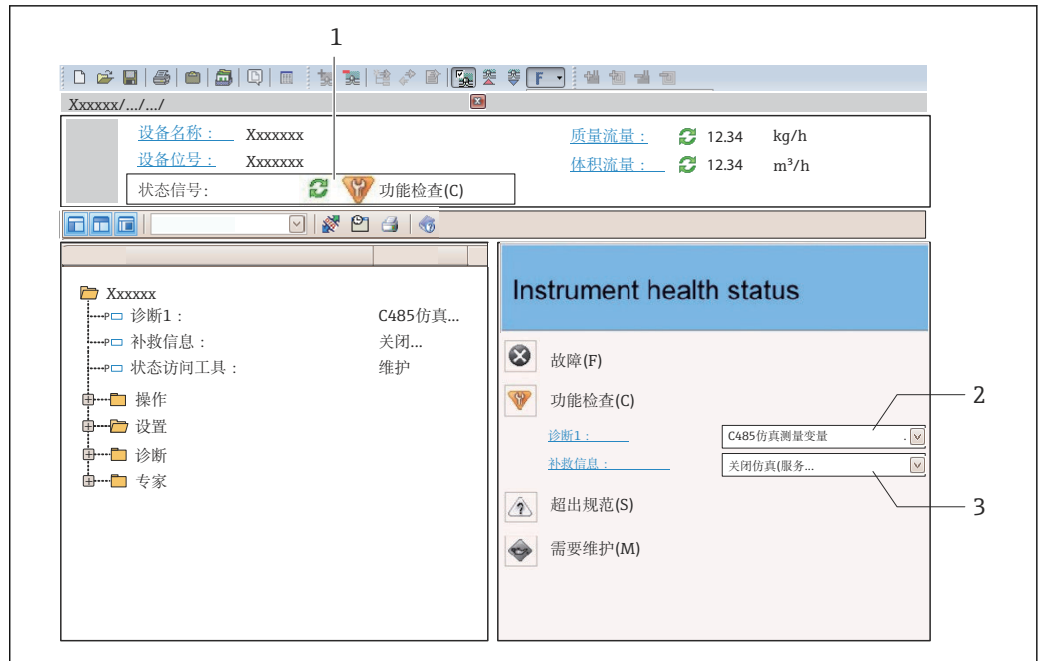 1
F
Xxxxxx/.../.../
设备名称： Xxxxxxx
质量流量： 12.34 kg/h
设备位号： Xxxxxxx
体积流量： 12.34 m³/h
状态信号: 功能检查(C)
Xxxxxx
诊断1： C485仿真...
补救信息： 关闭...
状态访问工具： 维护
操作
设置
诊断
专家
Instrument health status
故障(F)
功能检查(C)
2
诊断1： C485仿真测量变量 .
补救信息： 关闭仿真(服务...
3
超出规范(S)
需要维护(M)